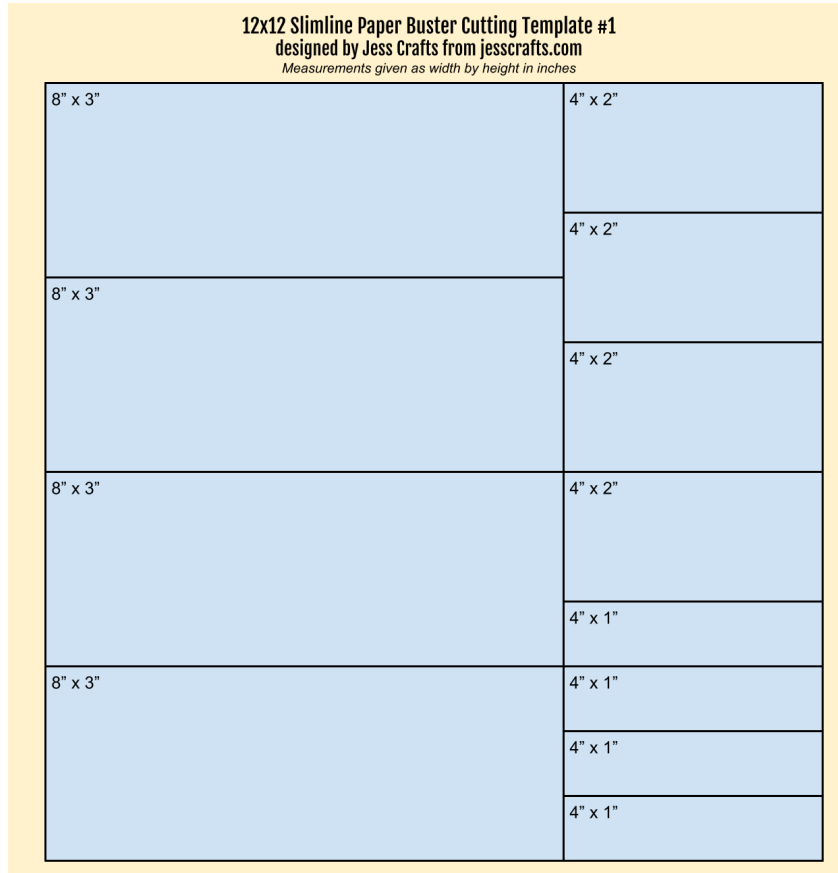 12x12 Slimline Paper Buster Cutting Template #1
designed by Jess Crafts from jesscrafts.com
Measurements given as width by height in inches
8” x 3”
8” x 3”
8” x 3”
8” x 3”
4” x 2”
4” x 2”
4” x 2”
4” x 2”
4” x 1”
4” x 1”
4” x 1”
4” x 1”